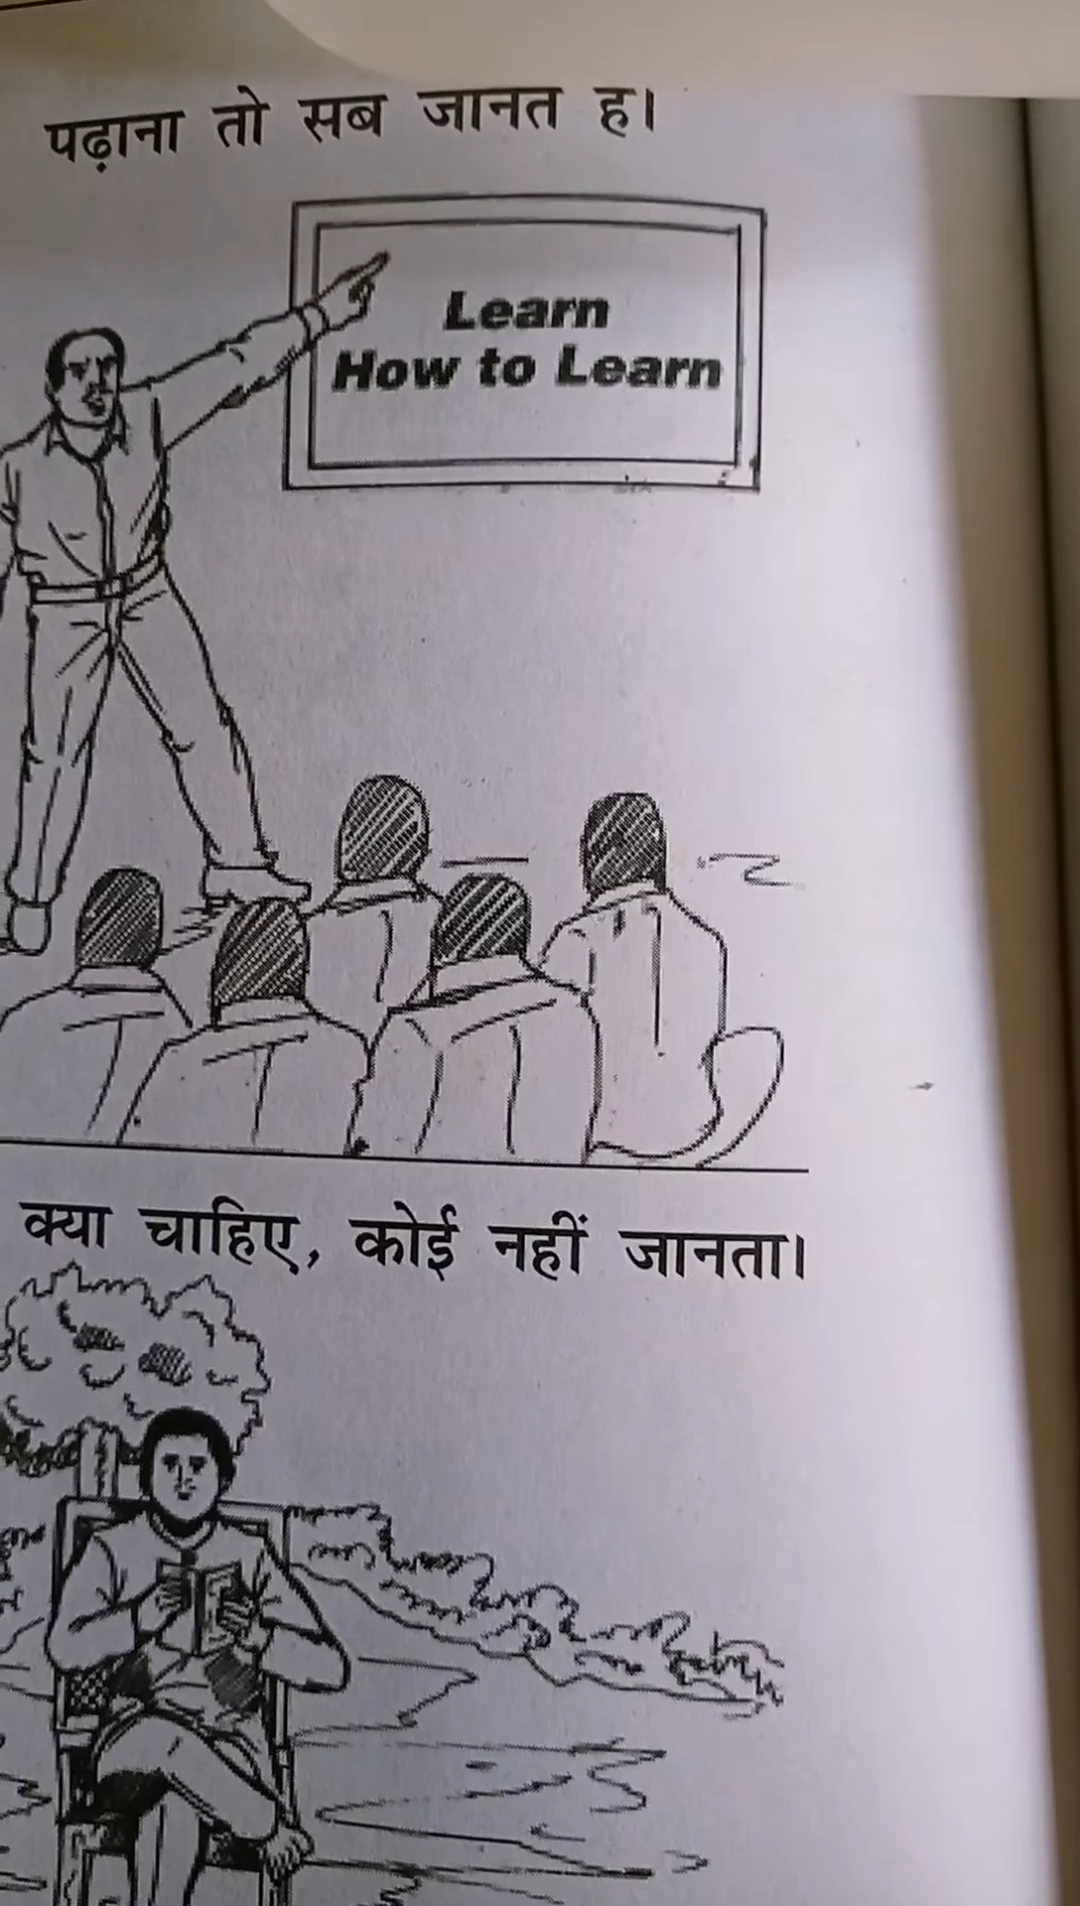 पढ़ाना तो सब जानत ह।
Learn
How to Learn
क्या चाहिए, कोई नहीं जानता।